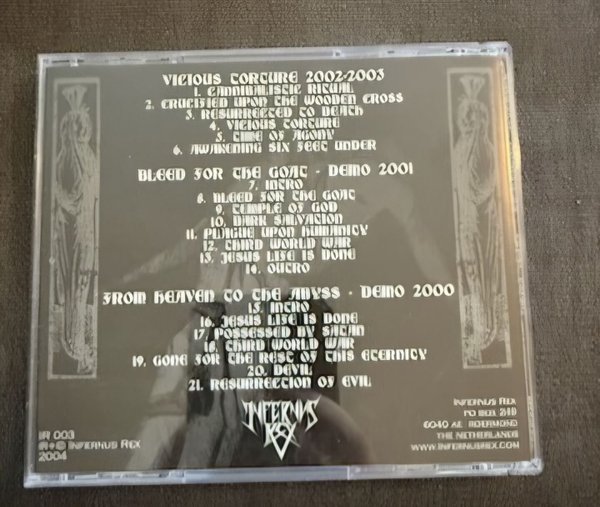 VICIOUS TORTURE 2002-2003
1. CANNIBALISTIC RITUAL
2. CRUCIFIED UPON THE WOODEN CROSS
3. RESURRECTED TO DEATH
4. VICIOUS TORTURE
5. TIME OF AGONY
6. AWAKENING SIX FEET UNDER
BLEED FOR THE GOAT - DEMO 2001
7. INTRO
8. BLEED FOR THE GOAT
9. TEMPLE OF GOD
10. DARK SALVATION
11. PLAGUE UPON HUMANITY
12. THIRD WORLD WAR
13. JESUS LIFE IS DONE
14. OUTRO
FROM HEAVEN TO THE ABYSS - DEMO 2000
15. INTRO
16. JESUS LIFE IS DONE
17. POSSESSED BY SATAN
18. THIRD WORLD WAR
19. GONE FOR THE REST OF THIS ETERNITY
20. DEVIL
21. RESURRECTION OF EVIL
INFERNUS
REX
IR 003
℗ © INFERNUS REX
2004
INFERNUS REX
PO BOX
6040 AE ROERMOND
THE NETHERLANDS
WWW.INFERNUSREX.COM